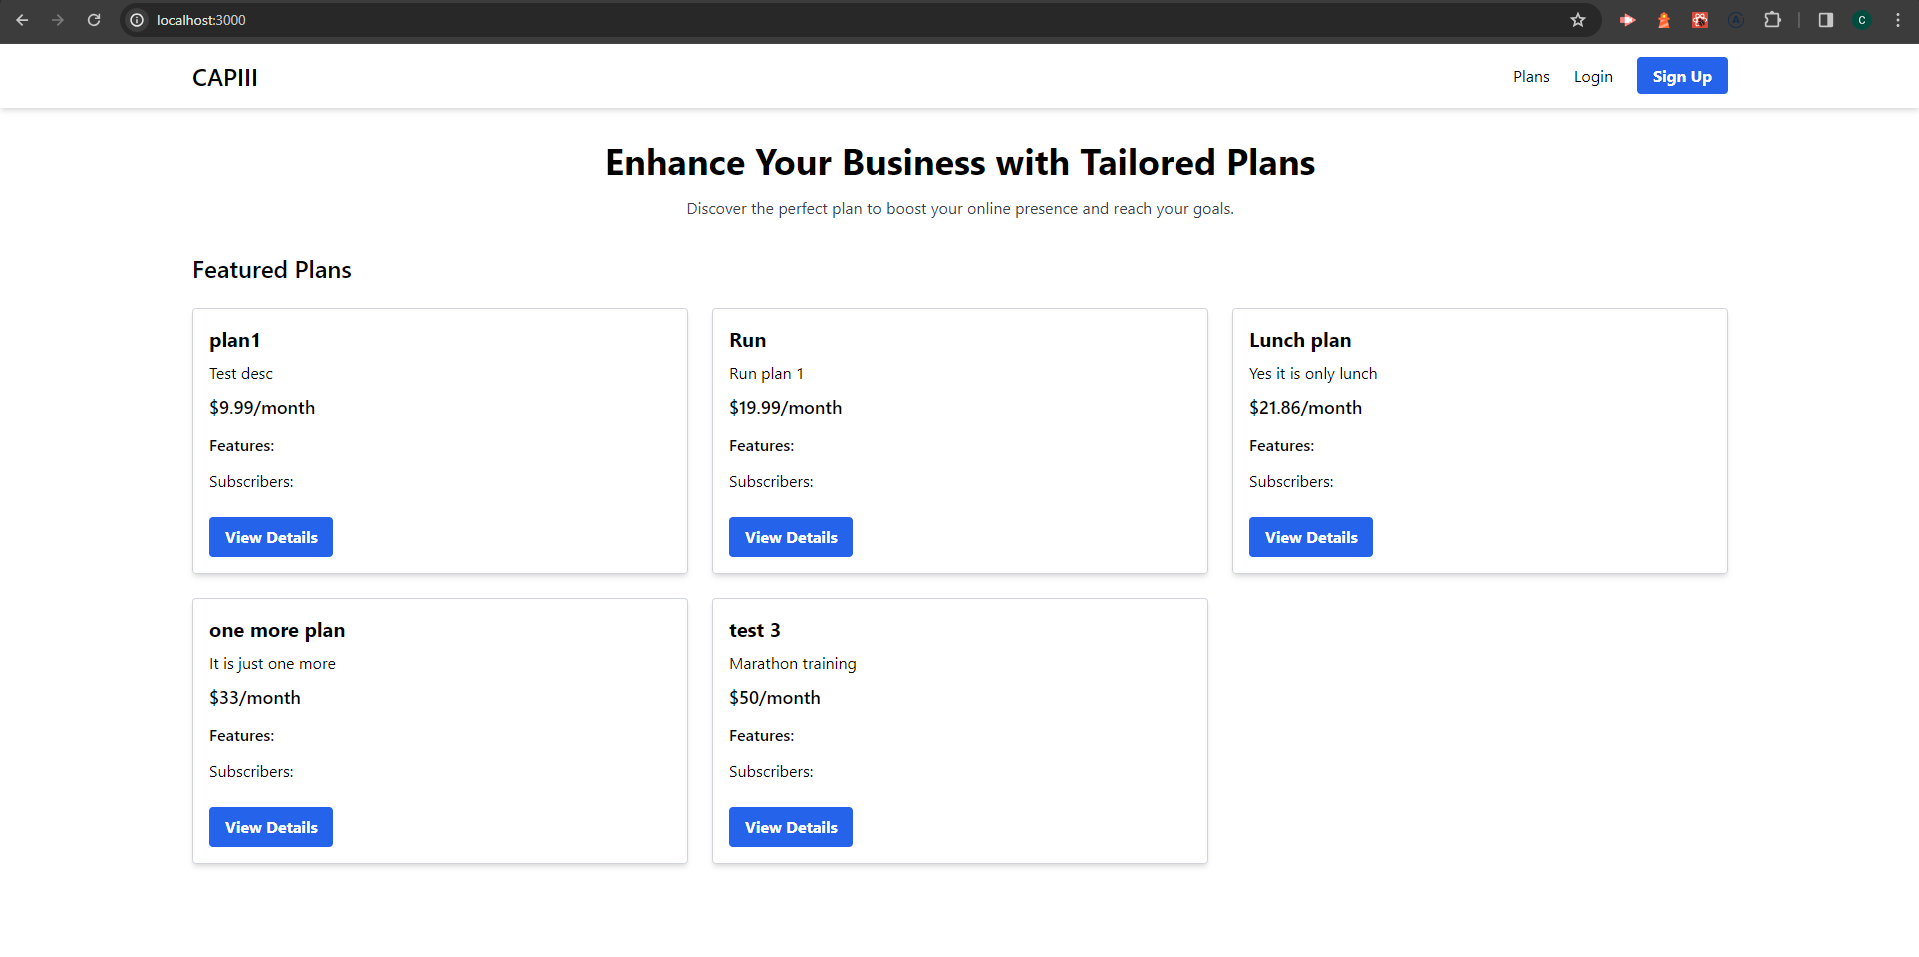 localhost:3000
C
CAPIII
Plans
Login
Sign Up
Enhance Your Business with Tailored Plans
Discover the perfect plan to boost your online presence and reach your goals.
Featured Plans
plan1
Test desc
$9.99/month
Features:
Subscribers:
View Details
Run
Run plan 1
$19.99/month
Features:
Subscribers:
View Details
Lunch plan
Yes it is only lunch
$21.86/month
Features:
Subscribers:
View Details
one more plan
It is just one more
$33/month
Features:
Subscribers:
View Details
test 3
Marathon training
$50/month
Features:
Subscribers:
View Details